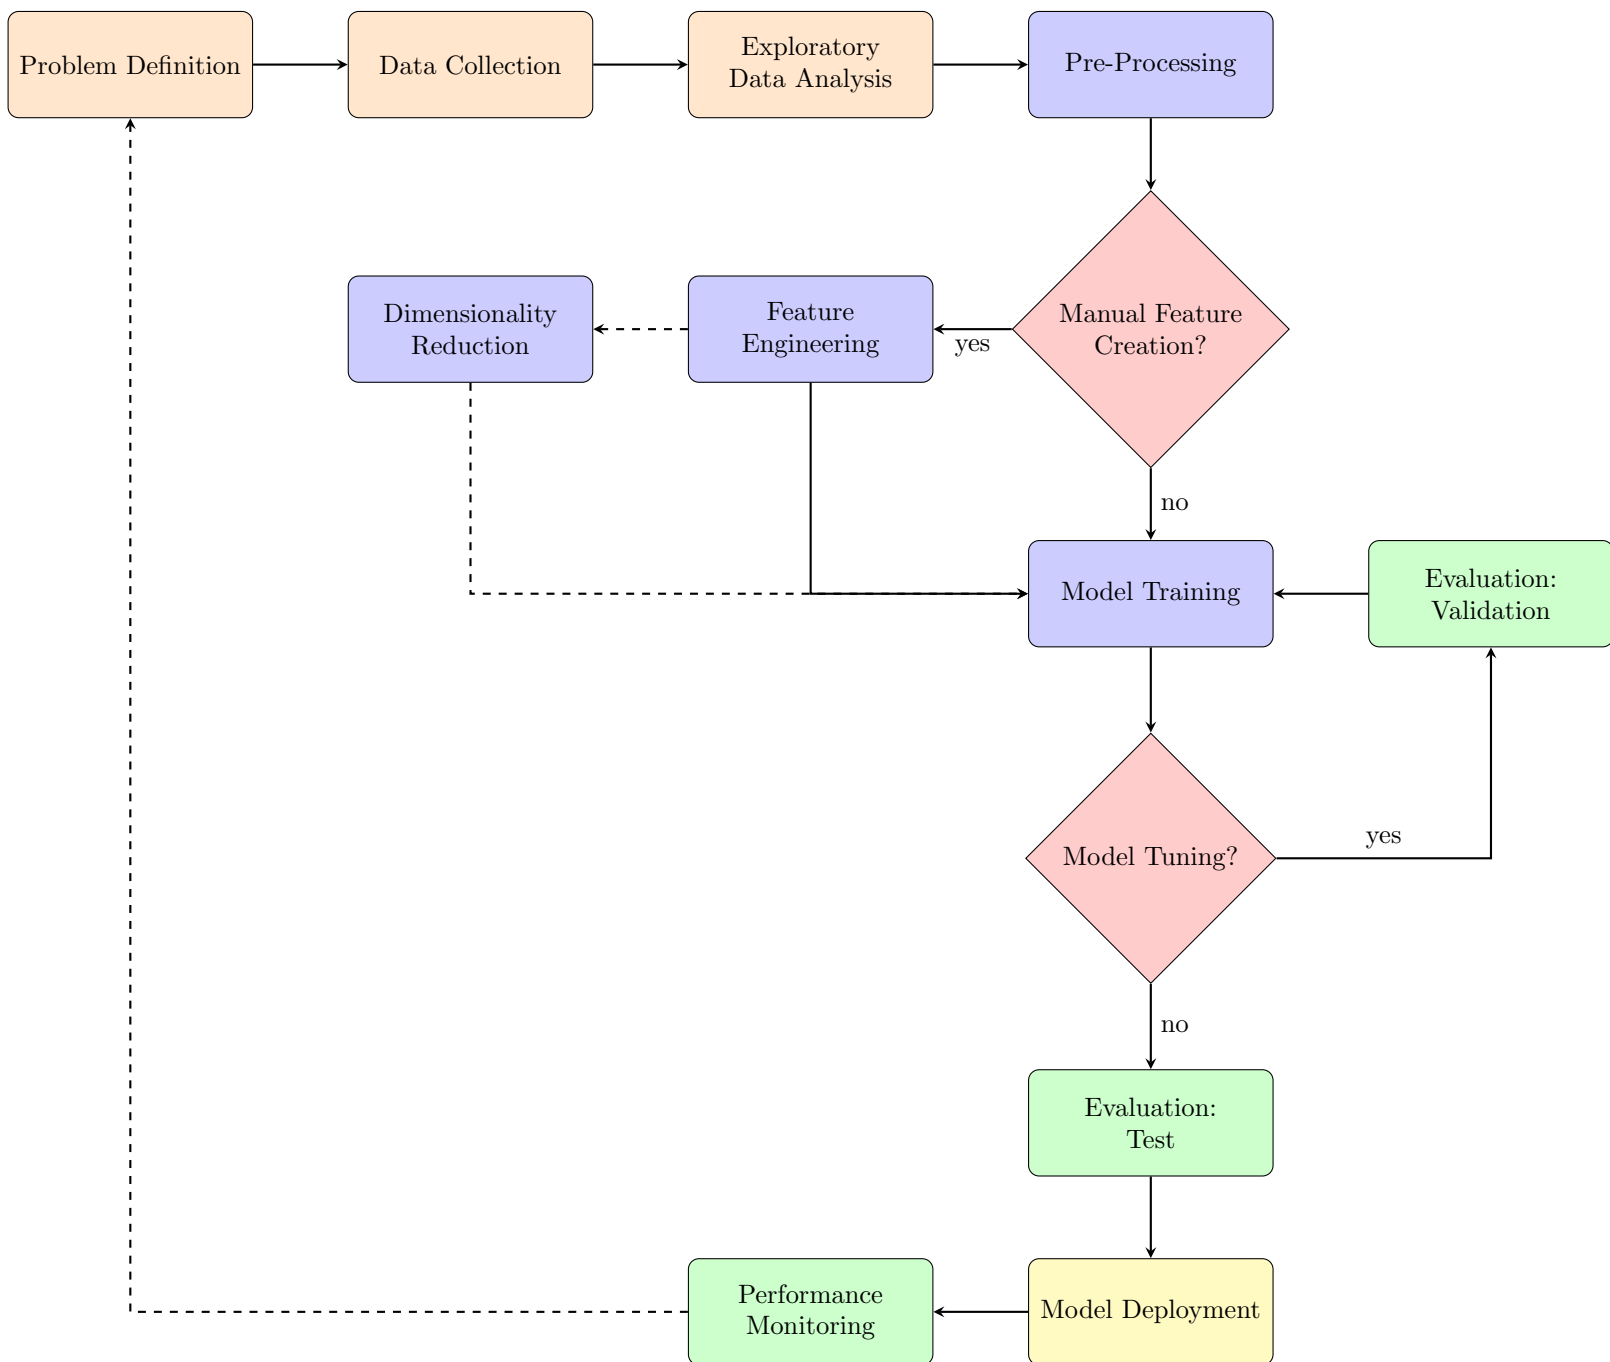 Problem Definition
Data Collection
Exploratory
Data Analysis
Pre-Processing
Dimensionality
Reduction
Feature
Engineering
yes
Manual Feature
Creation?
no
Model Training
Evaluation:
Validation
Model Tuning?
yes
no
Evaluation:
Test
Performance
Monitoring
Model Deployment